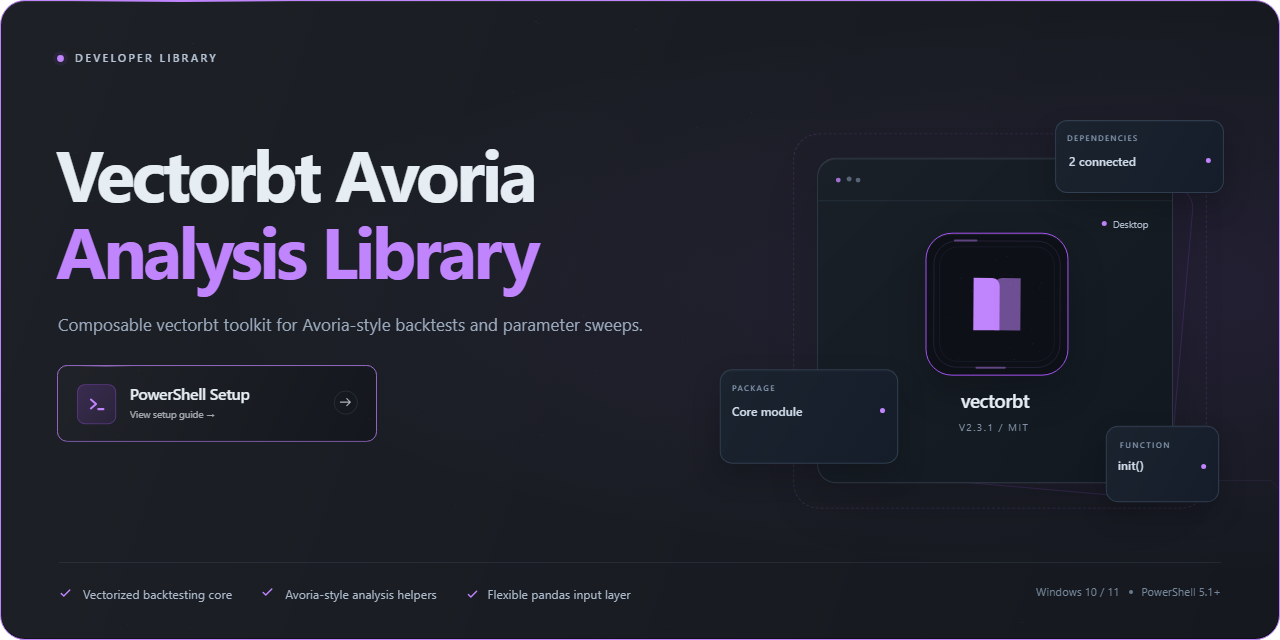 DEVELOPER LIBRARY
Vectorbt Avoria
Analysis Library
Composable vectorbt toolkit for Avoria-style backtests and parameter sweeps.
PowerShell Setup
View setup guide →
DEPENDENCIES
2 connected
Desktop
PACKAGE
Core module
vectorbt
V2.3.1 / MIT
FUNCTION
init()
Vectorized backtesting core
Avoria-style analysis helpers
Flexible pandas input layer
Windows 10 / 11 • PowerShell 5.1+